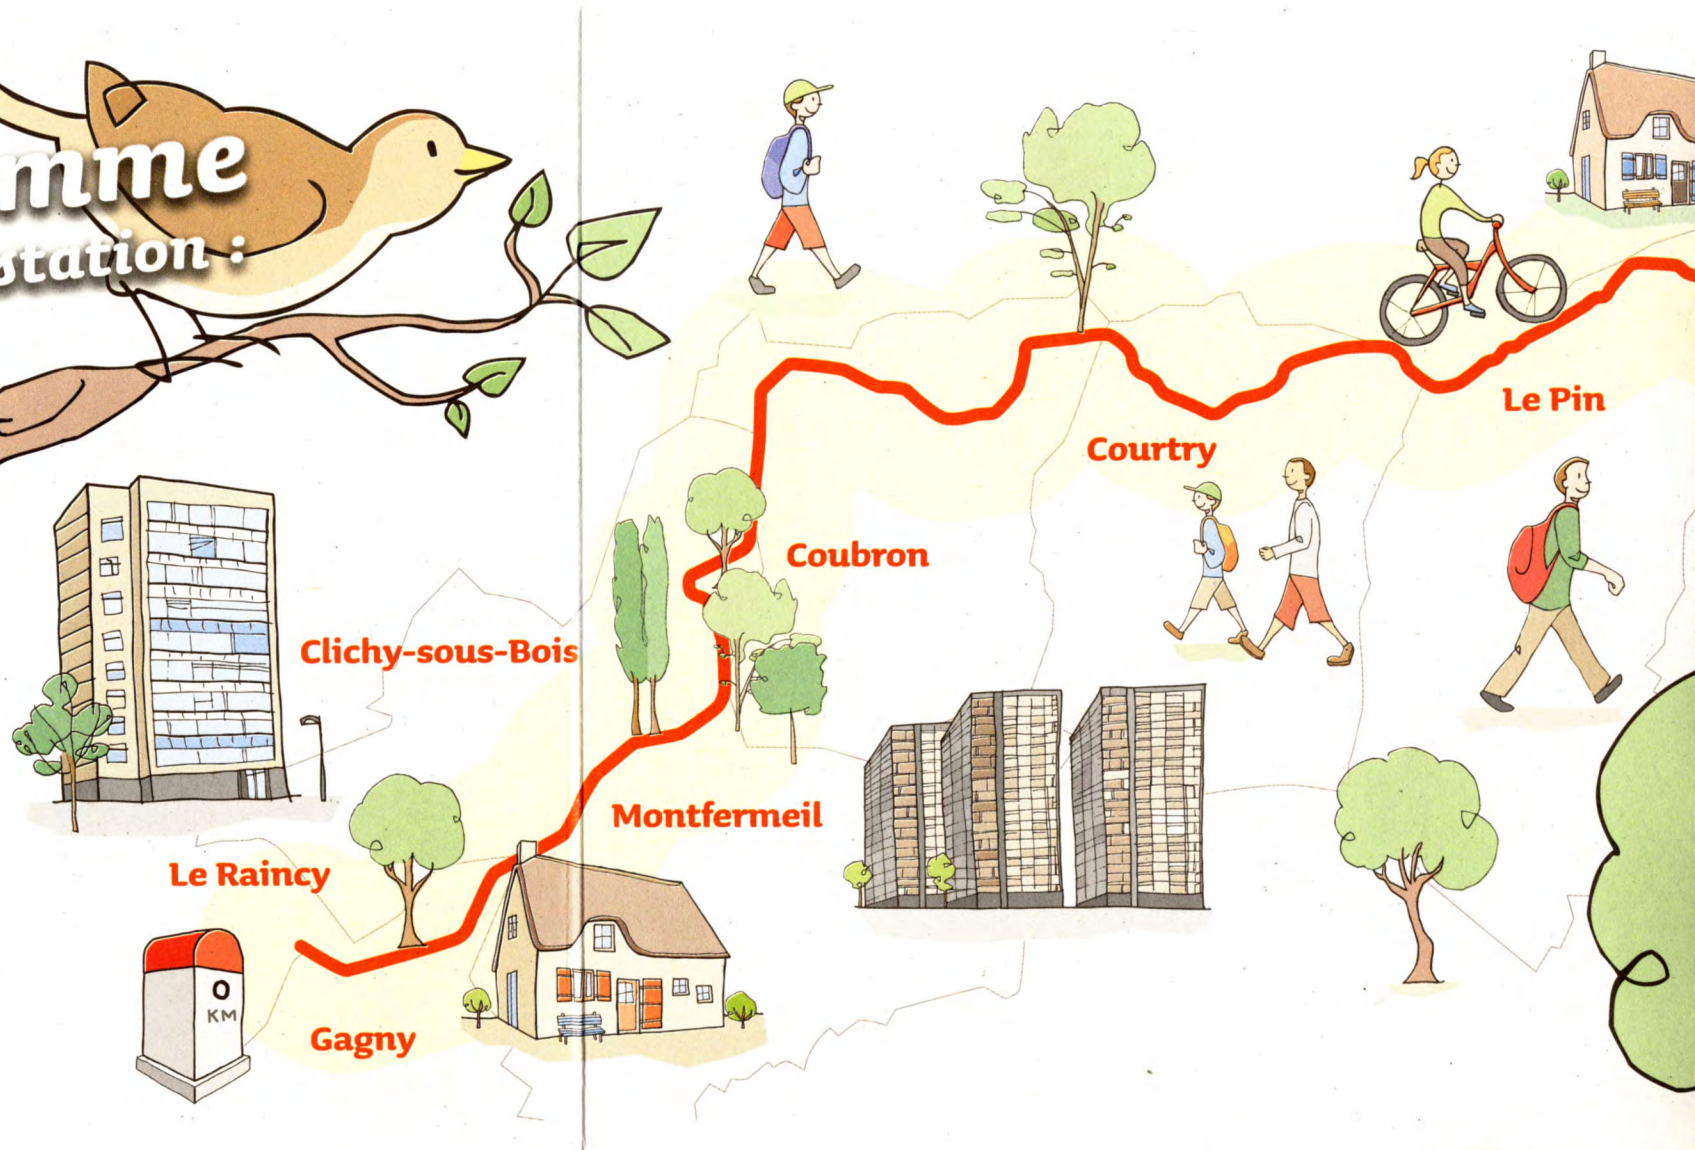 mme
station :
Le Pin
Courtry
Coubron
Clichy-sous-Bois
Montfermeil
Le Raincy
0
KM
Gagny